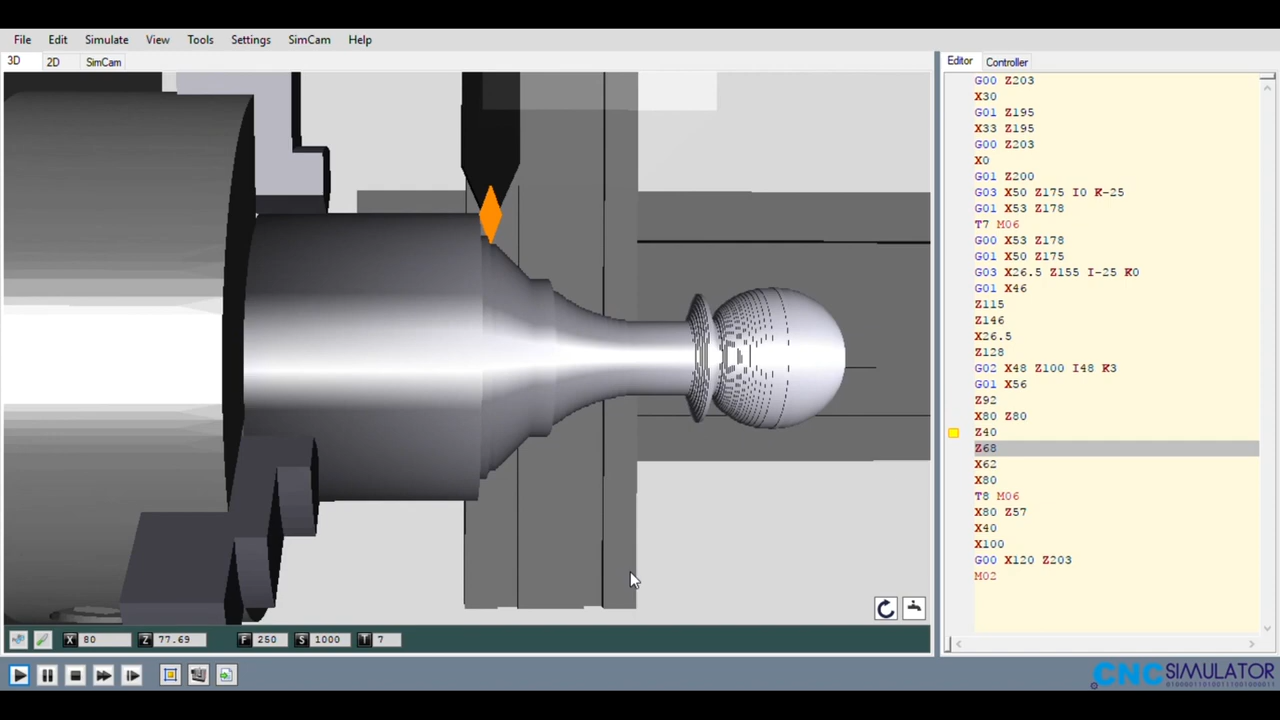 File Edit Simulate View Tools Settings SimCam Help
3D 2D SimCam
Editor Controller
G00 Z203
X30
G01 Z195
X33 Z195
G00 Z203
X0
G01 Z200
G03 X50 Z175 I0 K-25
G01 X53 Z178
T7 M06
G00 X53 Z178
G01 X50 Z175
G03 X26.5 Z155 I-25 K0
G01 X46
Z115
Z146
X26.5
Z128
G02 X48 Z100 I48 K3
G01 X56
Z92
X80 Z80
Z40
Z68
X62
X80
T8 M06
X80 Z57
X40
X100
G00 X120 Z203
M02
X 80 Z 77.69 F 250 S 1000 T 7
CNCSIMULATOR